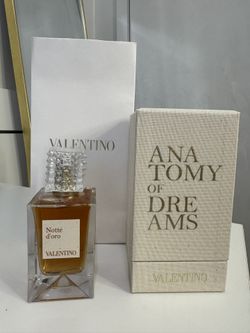 VALENTINO
ANA
TOMY
OF
DRE
AMS
VALENTINO
Notte
d'oro
VALENTINO